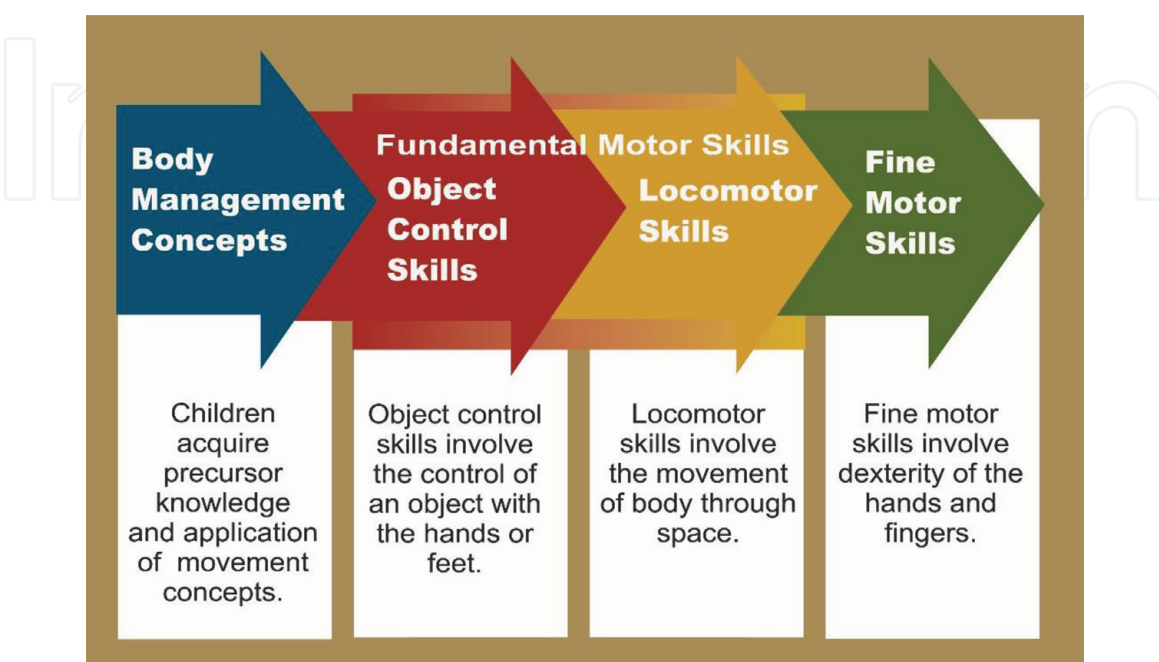 Body
Management
Concepts
Fundamental Motor Skills
Object
Control
Skills
Locomotor
Skills
Fine
Motor
Skills
Children
acquire
precursor
knowledge
and application
of movement
concepts.
Object control
skills involve
the control of
an object with
the hands or
feet.
Locomotor
skills involve
the movement
of body through
space.
Fine motor
skills involve
dexterity of the
hands and
fingers.